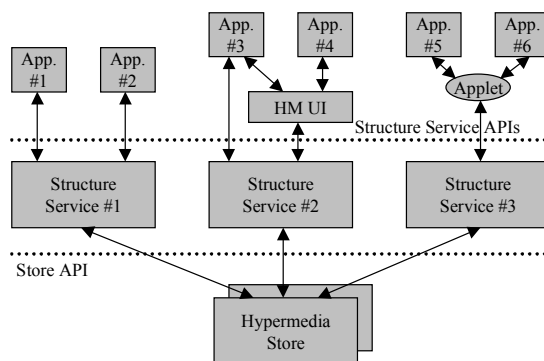 App.
#3
App.
#4
App.
#5
App.
#6
App.
#1
App.
#2
Applet
HM UI
Structure Service APIs
Structure
Service #1
Structure
Service #2
Structure
Service #3
Store API
Hypermedia
Store